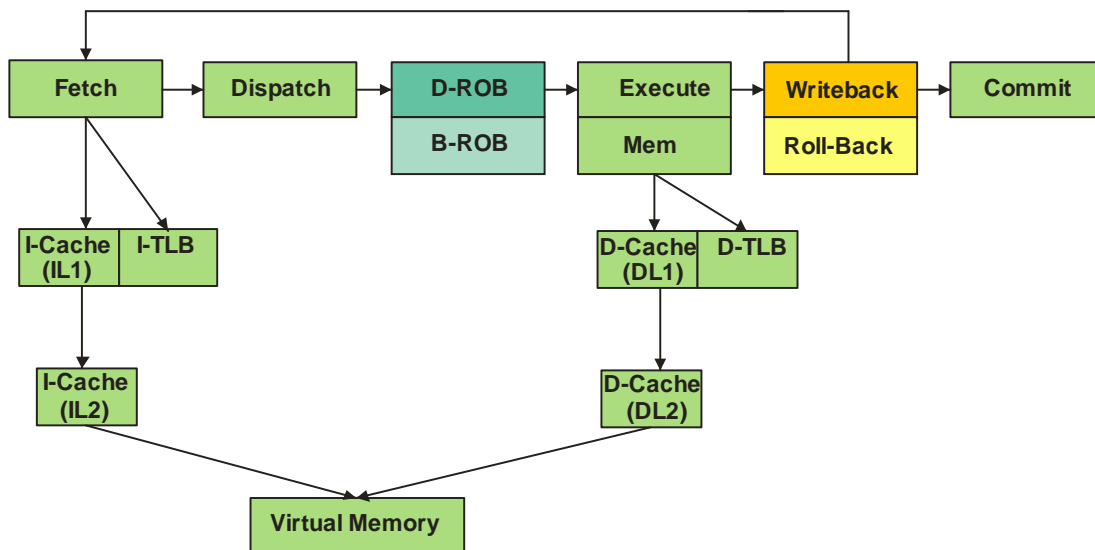 Fetch
Dispatch
D-ROB
Execute
Writeback
Commit
B-ROB
Mem
Roll-Back
I-Cache
(IL1)
I-TLB
D-Cache
(DL1)
D-TLB
I-Cache
(IL2)
D-Cache
(DL2)
Virtual Memory